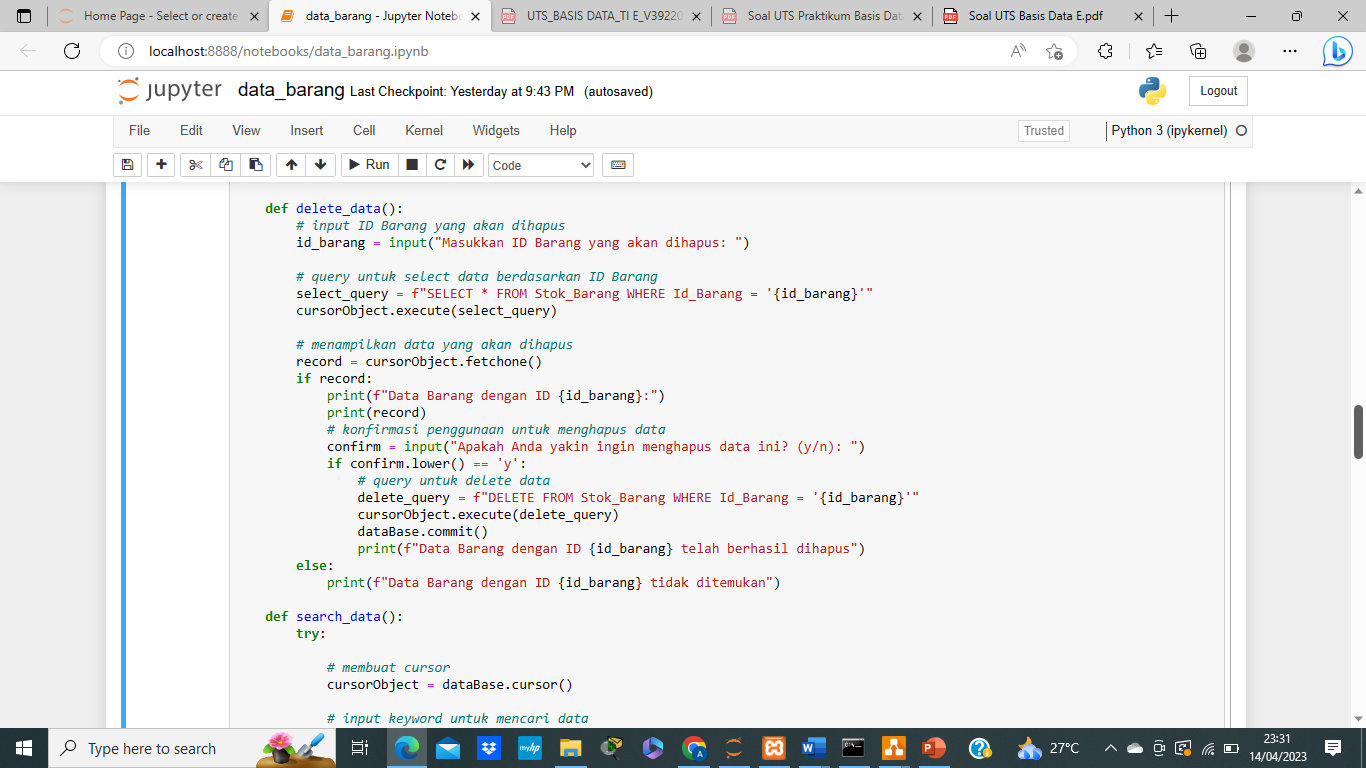 Home Page - Select or create
data_barang - Jupyter Noteb
UTS_BASIS DATA_TI E_V39220
Soal UTS Praktikum Basis Dat
Soal UTS Basis Data E.pdf
localhost:8888/notebooks/data_barang.ipynb
jupyter data_barang Last Checkpoint: Yesterday at 9:43 PM (autosaved)
Logout
File Edit View Insert Cell Kernel Widgets Help
Trusted
Python 3 (ipykernel)
Run
Code
def delete_data():
# input ID Barang yang akan dihapus
id_barang = input("Masukkan ID Barang yang akan dihapus: ")
# query untuk select data berdasarkan ID Barang
select_query = f"SELECT * FROM Stok_Barang WHERE Id_Barang = '{id_barang}'"
cursorObject.execute(select_query)
# menampilkan data yang akan dihapus
record = cursorObject.fetchone()
if record:
print(f"Data Barang dengan ID {id_barang}:")
print(record)
# konfirmasi penggunaan untuk menghapus data
confirm = input("Apakah Anda yakin ingin menghapus data ini? (y/n): ")
if confirm.lower() == 'y':
# query untuk delete data
delete_query = f"DELETE FROM Stok_Barang WHERE Id_Barang = '{id_barang}'"
cursorObject.execute(delete_query)
dataBase.commit()
print(f"Data Barang dengan ID {id_barang} telah berhasil dihapus")
else:
print(f"Data Barang dengan ID {id_barang} tidak ditemukan")
def search_data():
try:
# membuat cursor
cursorObject = dataBase.cursor()
# input keyword untuk mencari data
Type here to search
27°C
23:31
14/04/2023